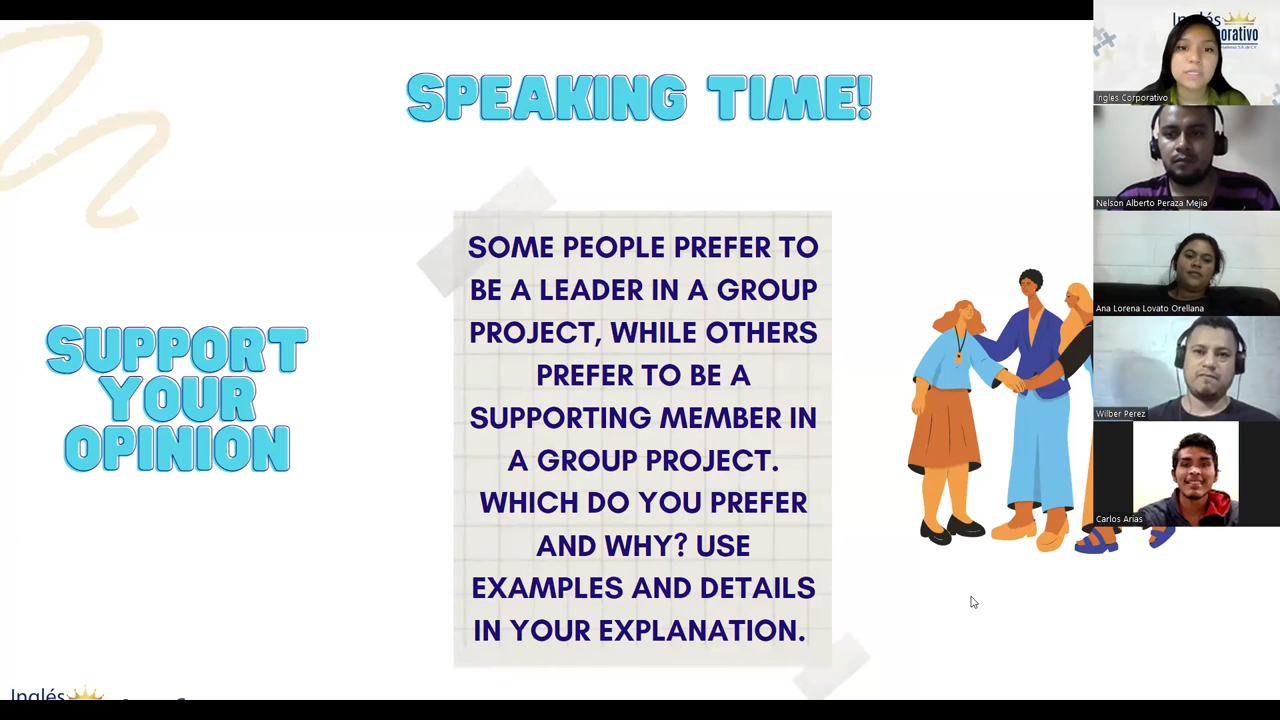 SPEAKING TIME!
SUPPORT
YOUR
OPINION
SOME PEOPLE PREFER TO
BE A LEADER IN A GROUP
PROJECT, WHILE OTHERS
PREFER TO BE A
SUPPORTING MEMBER IN
A GROUP PROJECT.
WHICH DO YOU PREFER
AND WHY? USE
EXAMPLES AND DETAILS
IN YOUR EXPLANATION.
Inglés
Ingles Corporativo
Nelson Alberto Peraza Mejia
Ana Lorena Lovato Orellana
Wilber Perez
Carlos Arias